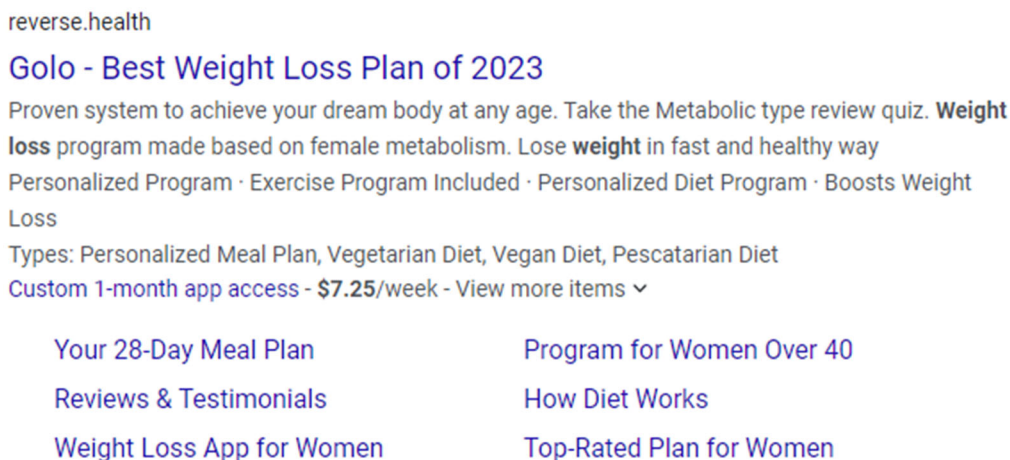 reverse.health
Golo - Best Weight Loss Plan of 2023
Proven system to achieve your dream body at any age. Take the Metabolic type review quiz. Weight
loss program made based on female metabolism. Lose weight in fast and healthy way
Personalized Program · Exercise Program Included · Personalized Diet Program · Boosts Weight
Loss
Types: Personalized Meal Plan, Vegetarian Diet, Vegan Diet, Pescatarian Diet
Custom 1-month app access - $7.25/week - View more items
Your 28-Day Meal Plan Program for Women Over 40
Reviews & Testimonials How Diet Works
Weight Loss App for Women Top-Rated Plan for Women